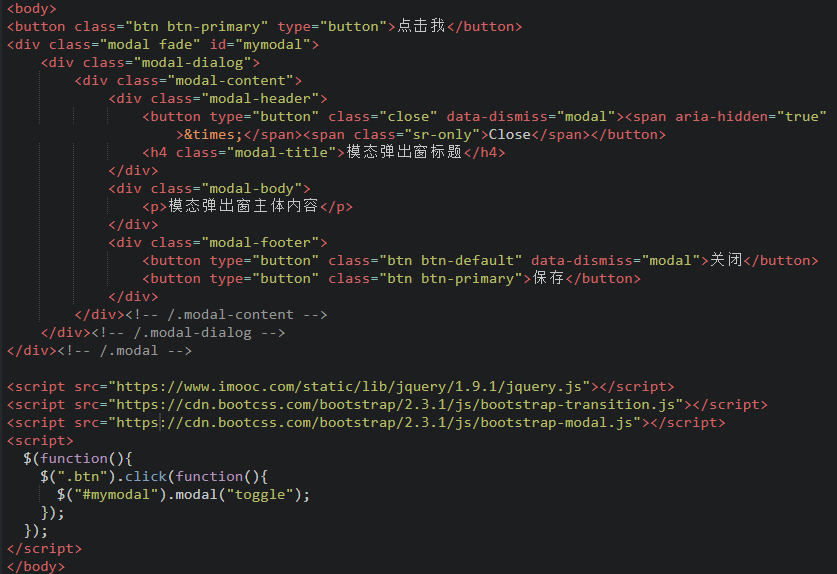 <body>
<button class="btn btn-primary" type="button">点击我</button>
<div class="modal fade" id="mymodal">
<div class="modal-dialog">
<div class="modal-content">
<div class="modal-header">
<button type="button" class="close" data-dismiss="modal"><span aria-hidden="true"
>&times;</span><span class="sr-only">Close</span></button>
<h4 class="modal-title">模态弹出窗标题</h4>
</div>
<div class="modal-body">
<p>模态弹出窗主体内容</p>
</div>
<div class="modal-footer">
<button type="button" class="btn btn-default" data-dismiss="modal">关闭</button>
<button type="button" class="btn btn-primary">保存</button>
</div>
</div><!-- /.modal-content -->
</div><!-- /.modal-dialog -->
</div><!-- /.modal -->
<script src="https://www.imooc.com/static/lib/jquery/1.9.1/jquery.js"></script>
<script src="https://cdn.bootcss.com/bootstrap/2.3.1/js/bootstrap-transition.js"></script>
<script src="https://cdn.bootcss.com/bootstrap/2.3.1/js/bootstrap-modal.js"></script>
<script>
$(function(){
$(".btn").click(function(){
$("#mymodal").modal("toggle");
});
});
</script>
</body>